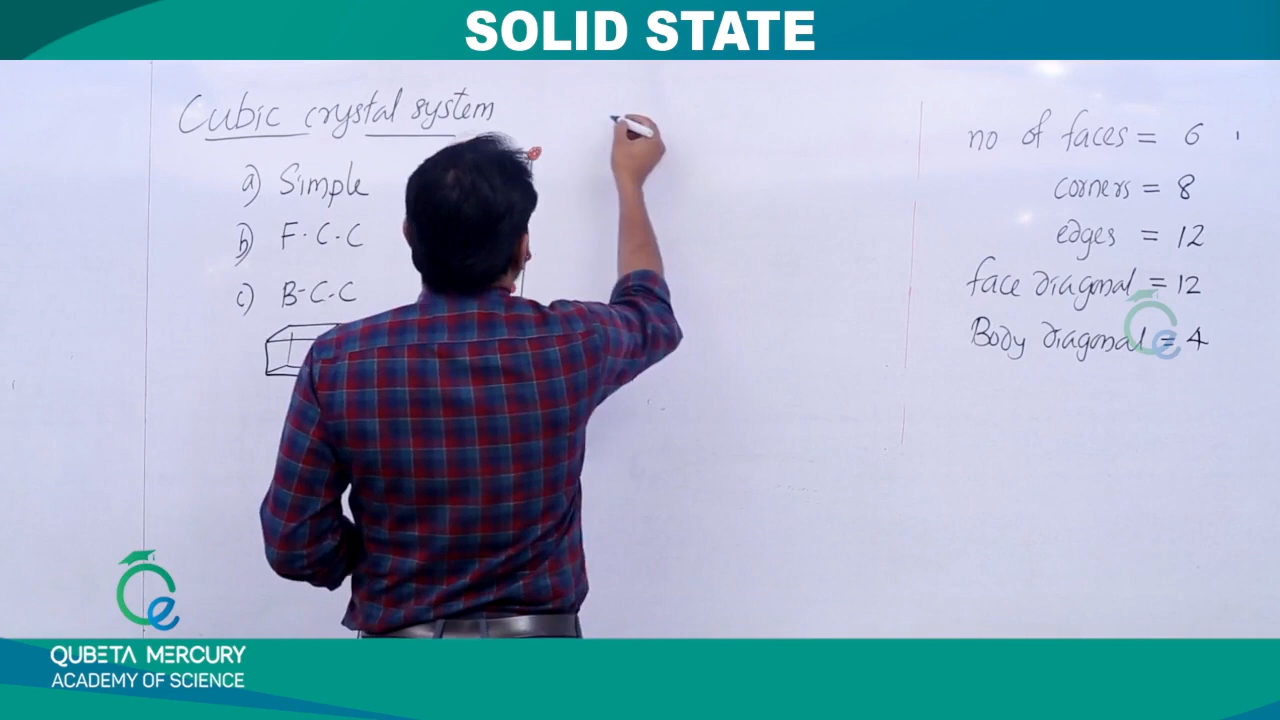 SOLID STATE
Cubic crystal system
a) Simple
b) F.C.C
c) B-C-C
no of faces = 6
corners = 8
edges = 12
face diagonal = 12
Body diagonal = 4
QUBETA MERCURY
ACADEMY OF SCIENCE